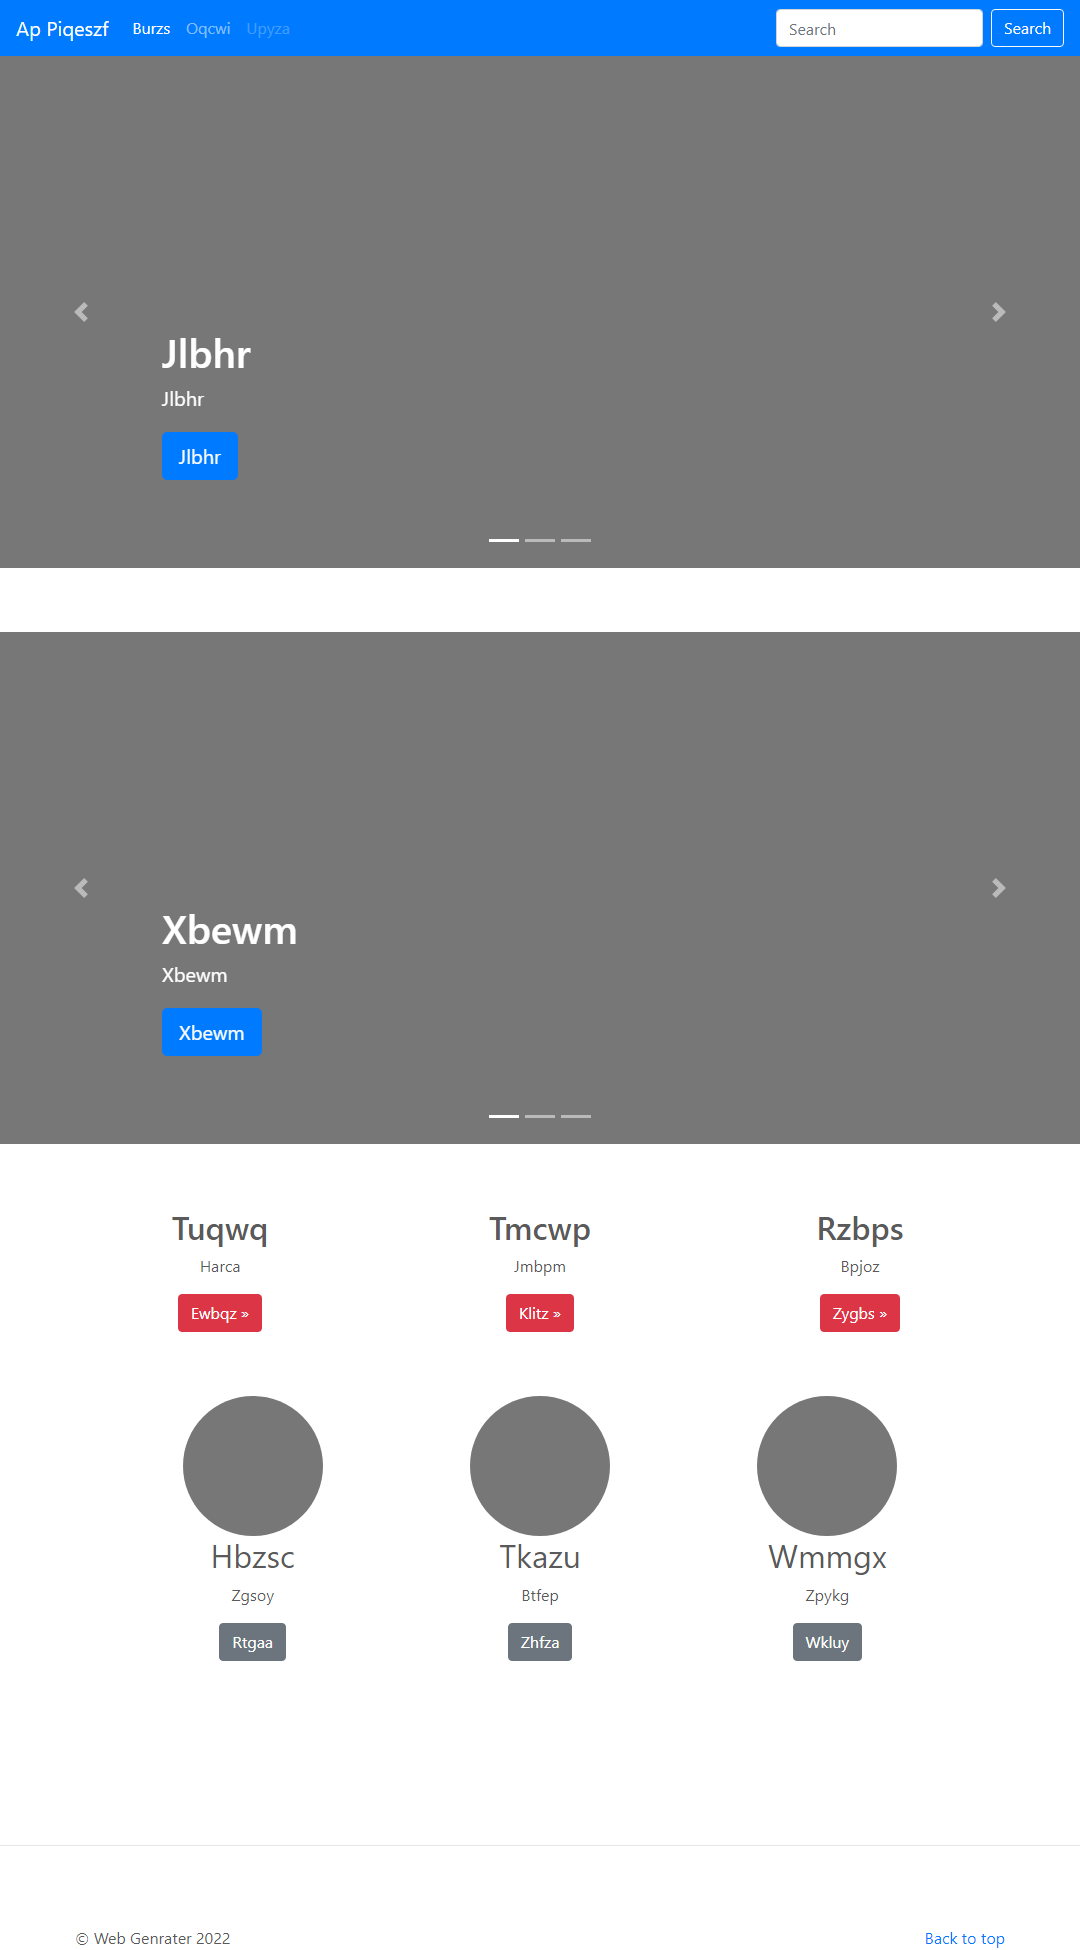 Ap Piqeszf Burzs Oqcwi Upyza Search Search
Jlbhr
Jlbhr
Jlbhr
Xbewm
Xbewm
Xbewm
Tuqwq Tmcwp Rzbps
Harca Jmbpm Bpjoz
Ewbqz » Klitz » Zygbs »
Hbzsc Tkazu Wmmgx
Zgsoy Btfep Zpykg
Rtgaa Zhfza Wkluy
© Web Genrater 2022 Back to top